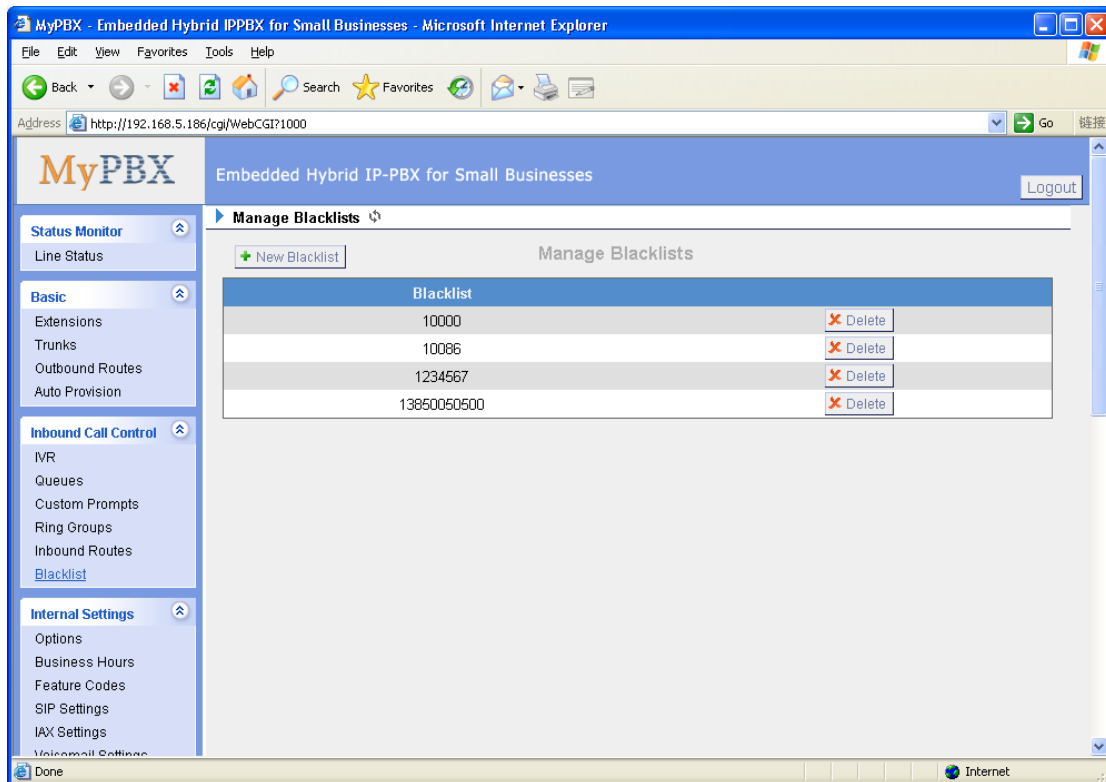 MyPBX - Embedded Hybrid IPPBX for Small Businesses - Microsoft Internet Explorer
File Edit View Favorites Tools Help
Back Search Favorites
Address http://192.168.5.186/cgi/WebCGI?1000 Go 链接
MyPBX
Embedded Hybrid IP-PBX for Small Businesses
Logout
Status Monitor
Line Status
Basic
Extensions
Trunks
Outbound Routes
Auto Provision
Inbound Call Control
IVR
Queues
Custom Prompts
Ring Groups
Inbound Routes
Blacklist
Internal Settings
Options
Business Hours
Feature Codes
SIP Settings
IAX Settings
Voicemail Settings
Manage Blacklists
New Blacklist
Manage Blacklists
Blacklist
10000 Delete
10086 Delete
1234567 Delete
13850050500 Delete
Done Internet